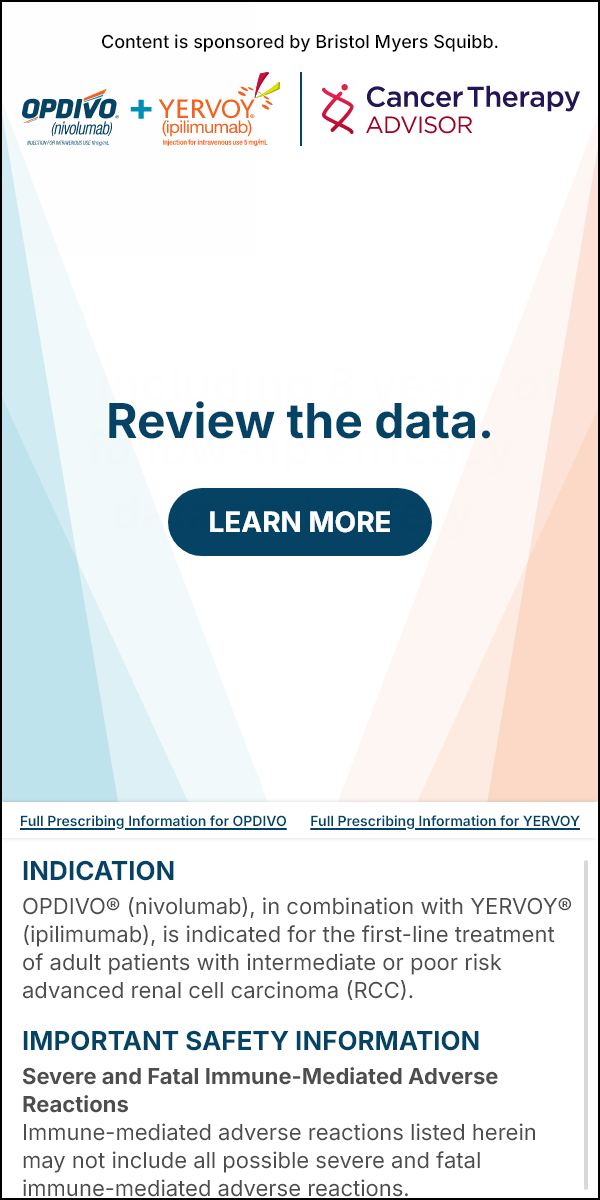 Content is sponsored by Bristol Myers Squibb.
OPDIVO®
(nivolumab)
INJECTION FOR INTRAVENOUS USE 10 mg/mL
+
YERVOY®
(ipilimumab)
Injection for intravenous use 5 mg/mL
Cancer Therapy
ADVISOR
Review the data.
LEARN MORE
Full Prescribing Information for OPDIVO Full Prescribing Information for YERVOY
INDICATION
OPDIVO® (nivolumab), in combination with YERVOY®
(ipilimumab), is indicated for the first-line treatment
of adult patients with intermediate or poor risk
advanced renal cell carcinoma (RCC).
IMPORTANT SAFETY INFORMATION
Severe and Fatal Immune-Mediated Adverse
Reactions
Immune-mediated adverse reactions listed herein
may not include all possible severe and fatal
immune-mediated adverse reactions.